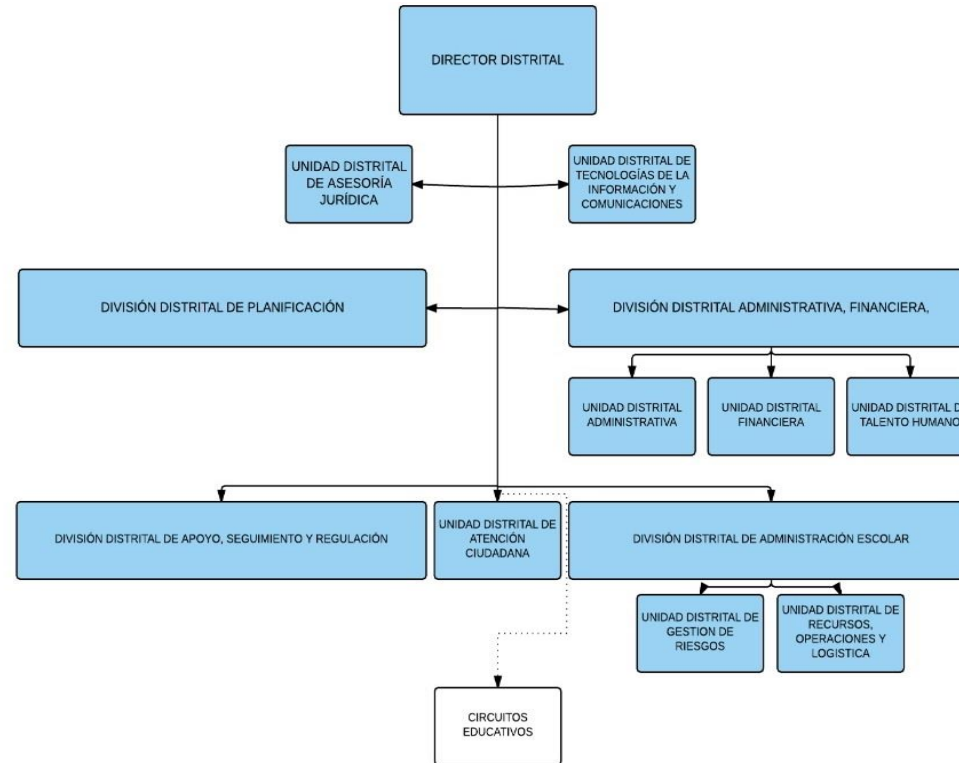 DIRECTOR DISTRITAL
UNIDAD DISTRITAL
DE ASESORÍA
JURÍDICA
UNIDAD DISTRITAL DE
TECNOLOGÍAS DE LA
INFORMACIÓN Y
COMUNICACIONES
DIVISIÓN DISTRITAL DE PLANIFICACIÓN
DIVISIÓN DISTRITAL ADMINISTRATIVA, FINANCIERA,
UNIDAD DISTRITAL
ADMINISTRATIVA
UNIDAD DISTRITAL
FINANCIERA
UNIDAD DISTRITAL
TALENTO HUMANO
DIVISIÓN DISTRITAL DE APOYO, SEGUIMIENTO Y REGULACIÓN
UNIDAD DISTRITAL DE
ATENCIÓN
CIUDADANA
DIVISIÓN DISTRITAL DE ADMINISTRACIÓN ESCOLAR
UNIDAD DISTRITAL DE
GESTION DE
RIESGOS
UNIDAD DISTRITAL DE
RECURSOS,
OPERACIONES Y
LOGISTICA
CIRCUITOS
EDUCATIVOS